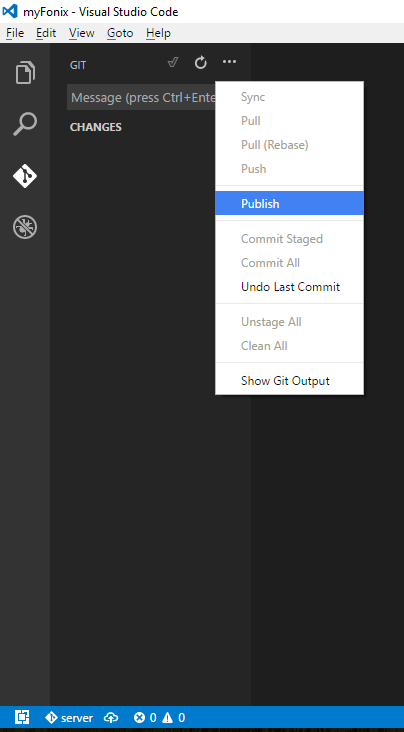 myFonix - Visual Studio Code
File Edit View Goto Help
GIT
Message (press Ctrl+Ente
CHANGES
Sync
Pull
Pull (Rebase)
Push
Publish
Commit Staged
Commit All
Undo Last Commit
Unstage All
Clean All
Show Git Output
server 0 0